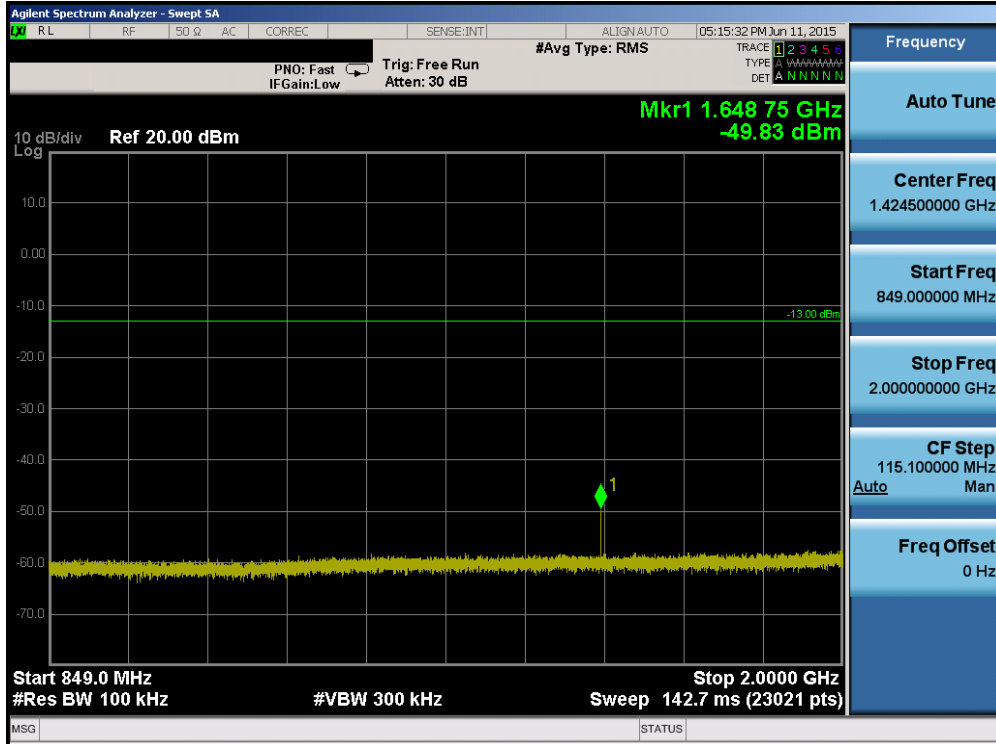 Agilent Spectrum Analyzer - Swept SA
LXI RL RF 50 Ω AC CORREC SENSE:INT ALIGN AUTO 05:15:32 PM Jun 11, 2015
#Avg Type: RMS
TRACE 1 2 3 4 5 6
PNO: Fast Trig: Free Run
TYPE A WWWWW
IFGain:Low Atten: 30 dB
DET A N N N N N
Mkr1 1.648 75 GHz
-49.83 dBm
10 dB/div Ref 20.00 dBm
Log
10.0
0.00
-10.0
-13.00 dBm
-20.0
-30.0
-40.0
1
-50.0
-60.0
-70.0
Start 849.0 MHz Stop 2.0000 GHz
#Res BW 100 kHz #VBW 300 kHz Sweep 142.7 ms (23021 pts)
MSG STATUS
Frequency
Auto Tune
Center Freq
1.424500000 GHz
Start Freq
849.000000 MHz
Stop Freq
2.000000000 GHz
CF Step
115.100000 MHz
Auto Man
Freq Offset
0 Hz